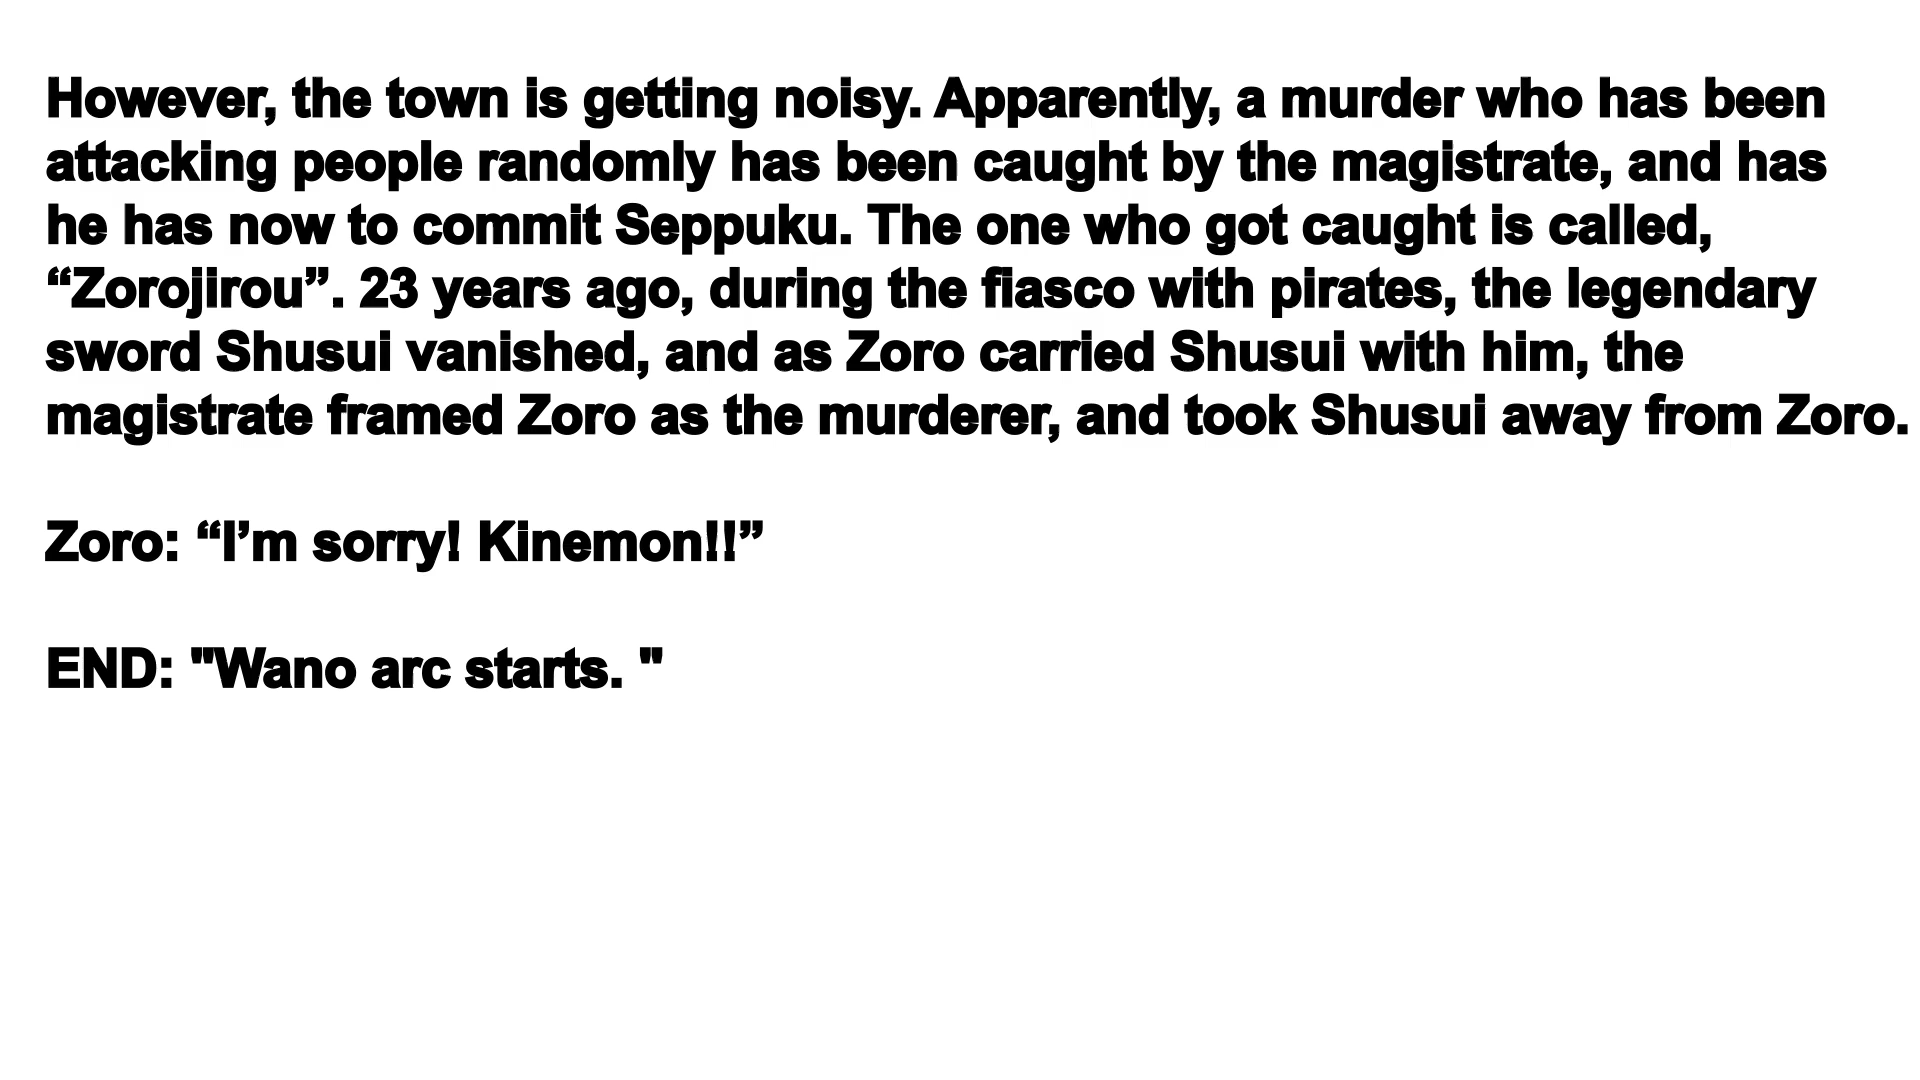 However, the town is getting noisy. Apparently, a murder who has been
attacking people randomly has been caught by the magistrate, and has
he has now to commit Seppuku. The one who got caught is called,
“Zorojirou”. 23 years ago, during the fiasco with pirates, the legendary
sword Shusui vanished, and as Zoro carried Shusui with him, the
magistrate framed Zoro as the murderer, and took Shusui away from Zoro.
Zoro: “I’m sorry! Kinemon!!”
END: "Wano arc starts. "